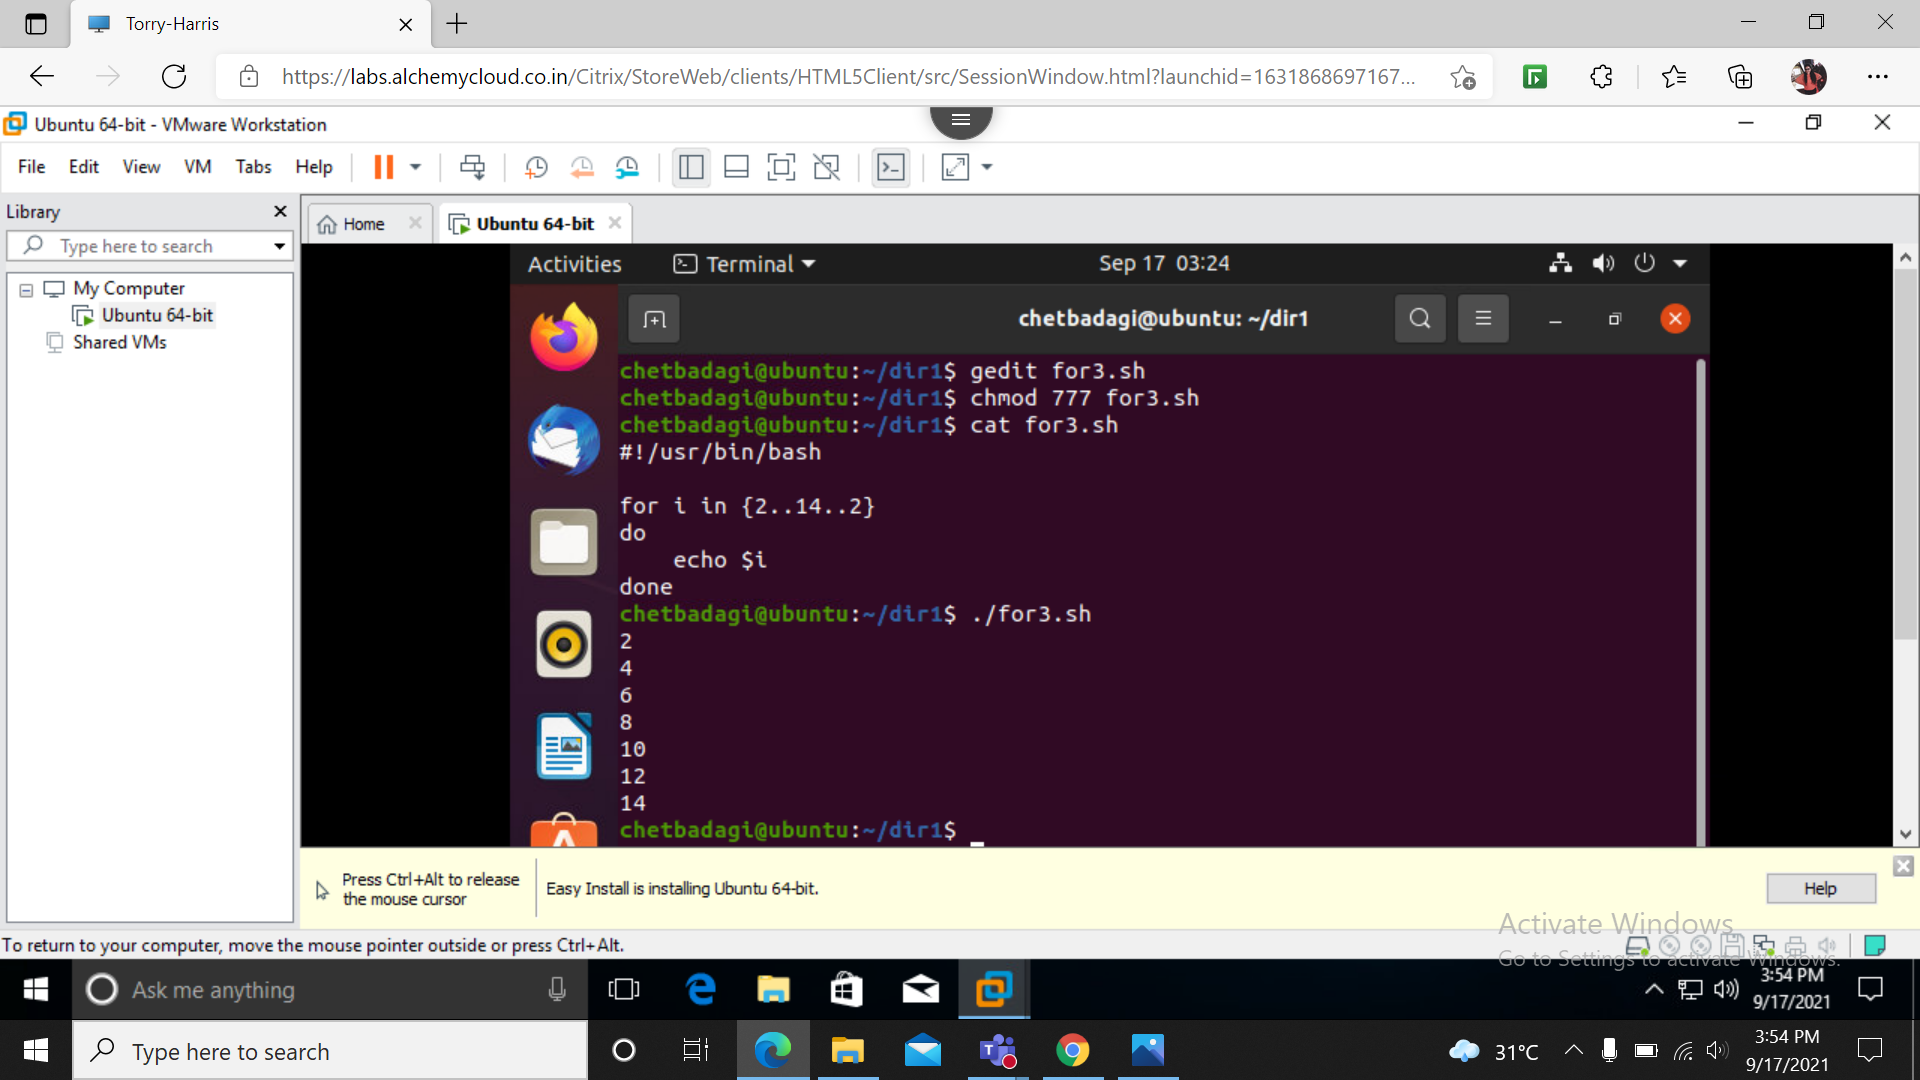 Torry-Harris
https://labs.alchemycloud.co.in/Citrix/StoreWeb/clients/HTML5Client/src/SessionWindow.html?launchid=1631868697167...
Ubuntu 64-bit - VMware Workstation
File Edit View VM Tabs Help
Library
Type here to search
My Computer
Ubuntu 64-bit
Shared VMs
Home
Ubuntu 64-bit
Activities Terminal Sep 17 03:24
chetbadagi@ubuntu: ~/dir1
chetbadagi@ubuntu:~/dir1$ gedit for3.sh
chetbadagi@ubuntu:~/dir1$ chmod 777 for3.sh
chetbadagi@ubuntu:~/dir1$ cat for3.sh
#!/usr/bin/bash
for i in {2..14..2}
do
    echo $i
done
chetbadagi@ubuntu:~/dir1$ ./for3.sh
2
4
6
8
10
12
14
chetbadagi@ubuntu:~/dir1$
Press Ctrl+Alt to release
the mouse cursor
Easy Install is installing Ubuntu 64-bit.
Help
Activate Windows
Go to Settings to activate Windows.
To return to your computer, move the mouse pointer outside or press Ctrl+Alt.
Ask me anything
3:54 PM
9/17/2021
Type here to search
31°C
3:54 PM
9/17/2021